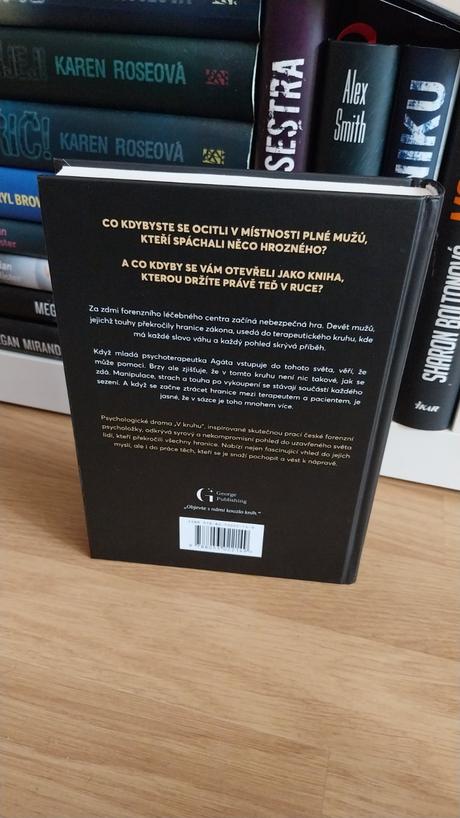 KAREN ROSEOVÁ
KAREN ROSEOVÁ
SESTRA
Alex
Smith
NIKU
SHARON BOLTONOVÁ
IKAR
MEG
EGAN MIRAND
CO KDYBYSTE SE OCITLI V MÍSTNOSTI PLNÉ MUŽŮ,
KTEŘÍ SPÁCHALI NĚCO HROZNÉHO?
A CO KDYBY SE VÁM OTEVŘELI JAKO KNIHA,
KTEROU DRŽÍTE PRÁVĚ TEĎ V RUCE?
Za zdmi forenzního léčebného centra začíná nebezpečná hra. Devět mužů,
jejichž touhy překročily hranice zákona, usedá do terapeutického kruhu, kde
má každé slovo váhu a každý pohled skrývá příběh.
Když mladá psychoterapeutka Agáta vstupuje do tohoto světa, věří, že
může pomoci. Brzy ale zjišťuje, že v tomto kruhu není nic takové, jak se
zdá. Manipulace, strach a touha po vykoupení se stávají součástí každého
sezení. A když se začne ztrácet hranice mezi terapeutem a pacientem, je
jasné, že v sázce je toho mnohem více.
Psychologické drama „V kruhu", inspirované skutečnou prací české forenzní
psycholožky, odkrývá syrový a nekompromisní pohled do uzavřeného světa
lidí, kteří překročili všechny hranice. Nabízí nejen fascinující vhled do jejich
mysli, ale i do práce těch, kteří se je snaží pochopit a vést k nápravě.
George
Publishing
„Objevte s námi kouzlo knih."